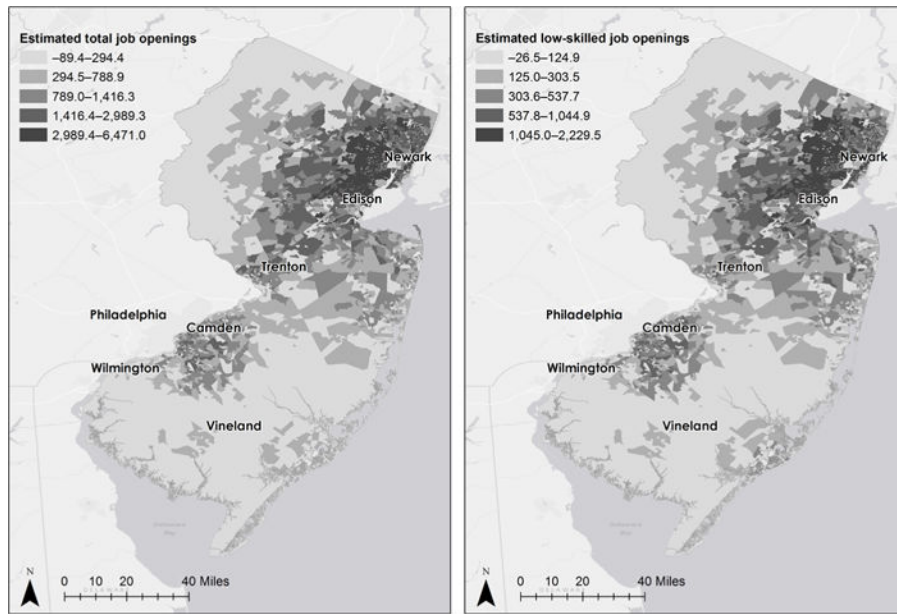 Estimated total job openings
–89.4–294.4
294.5–788.9
789.0–1,416.3
1,416.4–2,989.3
2,989.4–6,471.0
Newark
Edison
Trenton
Philadelphia
Camden
Wilmington
Vineland
N
0 10 20 40 Miles
DELAWARE
Estimated low-skilled job openings
–26.5–124.9
125.0–303.5
303.6–537.7
537.8–1,044.9
1,045.0–2,229.5
Newark
Edison
Trenton
Philadelphia
Camden
Wilmington
Vineland
N
0 10 20 40 Miles
DELAWARE